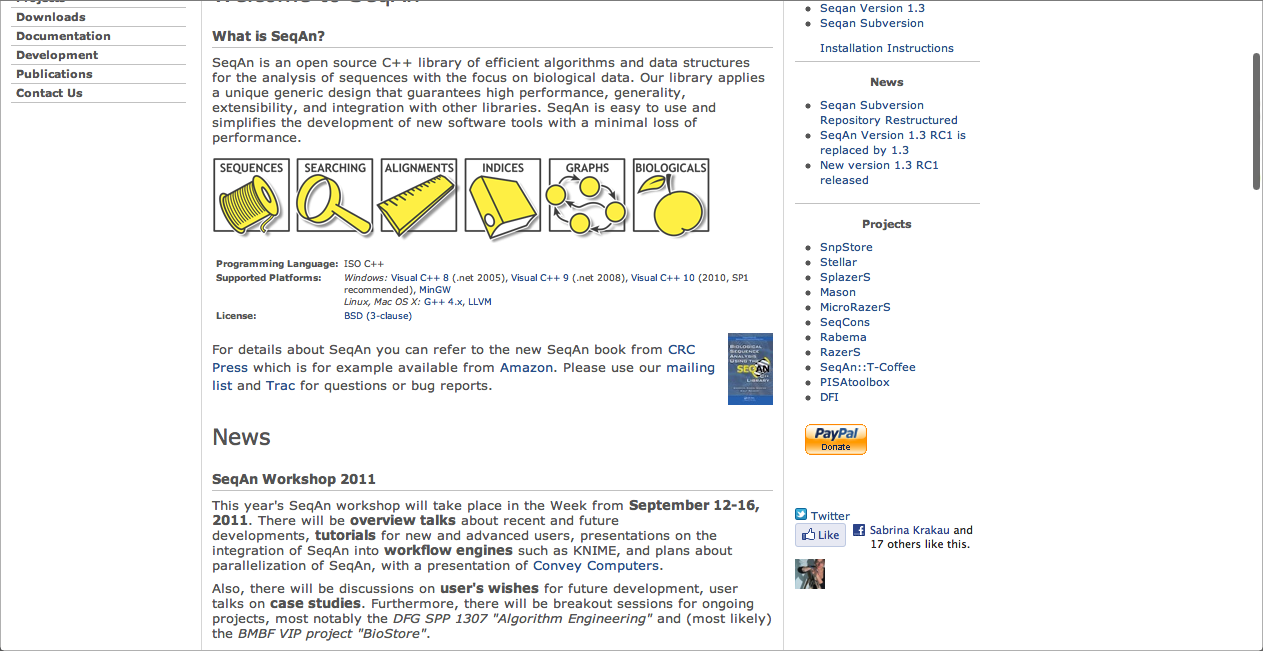 Projects
Downloads
Documentation
Development
Publications
Contact Us
Welcome to SeqAn
What is SeqAn?
SeqAn is an open source C++ library of efficient algorithms and data structures
for the analysis of sequences with the focus on biological data. Our library applies
a unique generic design that guarantees high performance, generality,
extensibility, and integration with other libraries. SeqAn is easy to use and
simplifies the development of new software tools with a minimal loss of
performance.
SEQUENCES SEARCHING ALIGNMENTS INDICES GRAPHS BIOLOGICALS
Programming Language: ISO C++
Supported Platforms: Windows: Visual C++ 8 (.net 2005), Visual C++ 9 (.net 2008), Visual C++ 10 (2010, SP1
recommended), MinGW
Linux, Mac OS X: G++ 4.x, LLVM
License: BSD (3-clause)
For details about SeqAn you can refer to the new SeqAn book from CRC
Press which is for example available from Amazon. Please use our mailing
list and Trac for questions or bug reports.
BIOLOGICAL
SEQUENCE
ANALYSIS
USING THE
SEQAN
C++
LIBRARY
News
SeqAn Workshop 2011
This year's SeqAn workshop will take place in the Week from September 12-16,
2011. There will be overview talks about recent and future
developments, tutorials for new and advanced users, presentations on the
integration of SeqAn into workflow engines such as KNIME, and plans about
parallelization of SeqAn, with a presentation of Convey Computers.
Also, there will be discussions on user's wishes for future development, user
talks on case studies. Furthermore, there will be breakout sessions for ongoing
projects, most notably the DFG SPP 1307 "Algorithm Engineering" and (most likely)
the BMBF VIP project "BioStore".
Seqan Version 1.3
Seqan Subversion
Installation Instructions
News
Seqan Subversion
Repository Restructured
SeqAn Version 1.3 RC1 is
replaced by 1.3
New version 1.3 RC1
released
Projects
SnpStore
Stellar
SplazerS
Mason
MicroRazerS
SeqCons
Rabema
RazerS
SeqAn::T-Coffee
PISAtoolbox
DFI
PayPal
Donate
Twitter
Like
Sabrina Krakau and
17 others like this.